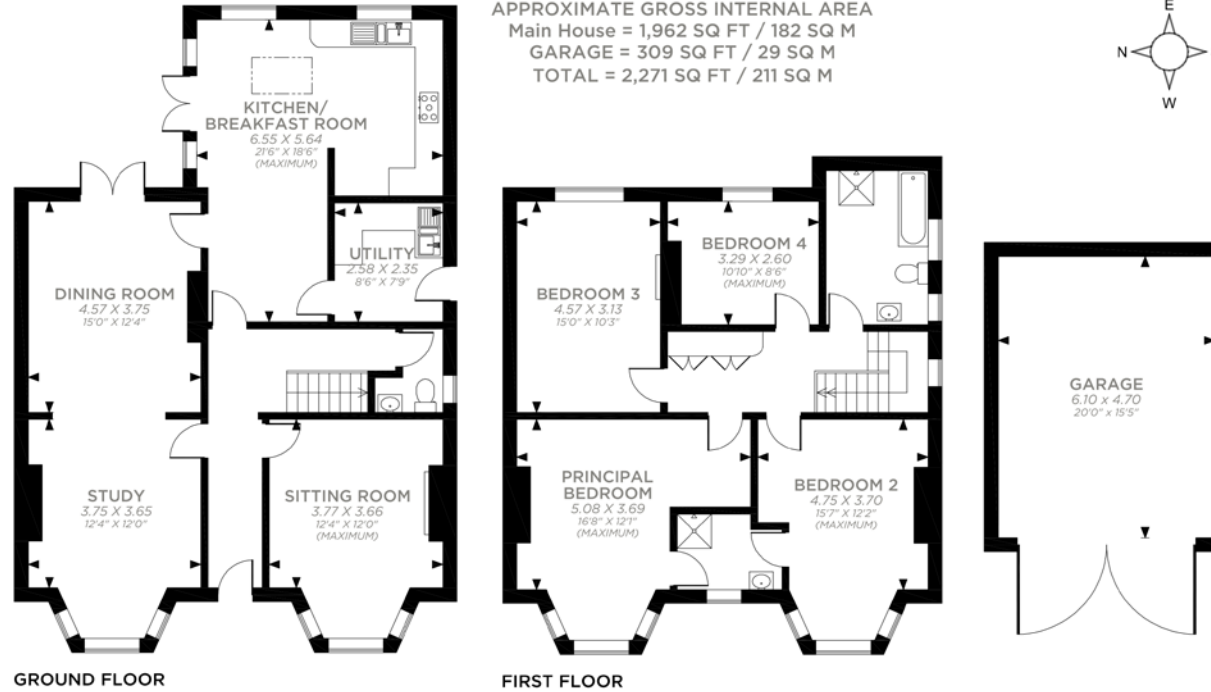 APPROXIMATE GROSS INTERNAL AREA
Main House = 1,962 SQ FT / 182 SQ M
GARAGE = 309 SQ FT / 29 SQ M
TOTAL = 2,271 SQ FT / 211 SQ M
E
N
S
W
KITCHEN/
BREAKFAST ROOM
6.55 X 5.64
21'6" X 18'6"
(MAXIMUM)
UTILITY
2.58 X 2.35
8'6" X 7'9"
DINING ROOM
4.57 X 3.75
15'0" X 12'4"
STUDY
3.75 X 3.65
12'4" X 12'0"
SITTING ROOM
3.77 X 3.66
12'4" X 12'0"
(MAXIMUM)
GROUND FLOOR
BEDROOM 3
4.57 X 3.13
15'0" X 10'3"
BEDROOM 4
3.29 X 2.60
10'10" X 8'6"
(MAXIMUM)
PRINCIPAL
BEDROOM
5.08 X 3.69
16'8" X 12'1"
(MAXIMUM)
BEDROOM 2
4.75 X 3.70
15'7" X 12'2"
(MAXIMUM)
FIRST FLOOR
GARAGE
6.10 x 4.70
20'0" x 15'5"